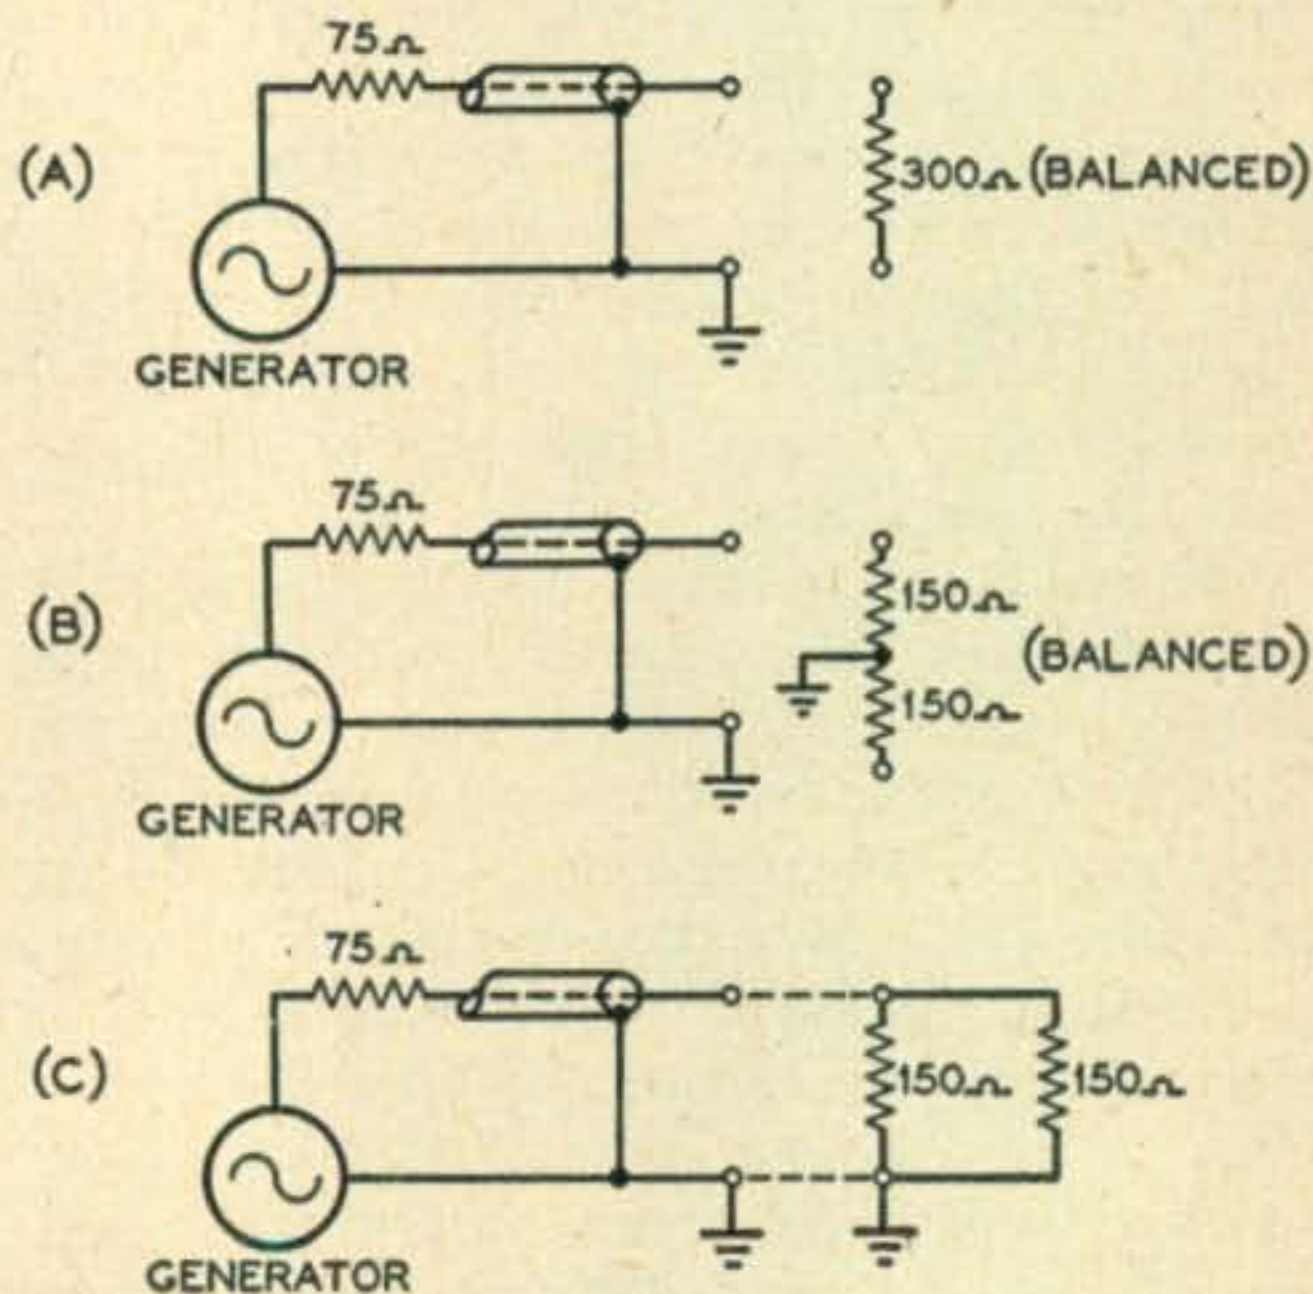 75Ω
(A)
300Ω (BALANCED)
GENERATOR
75Ω
150Ω
(B)
(BALANCED)
150Ω
GENERATOR
75Ω
(C)
150Ω
150Ω
GENERATOR